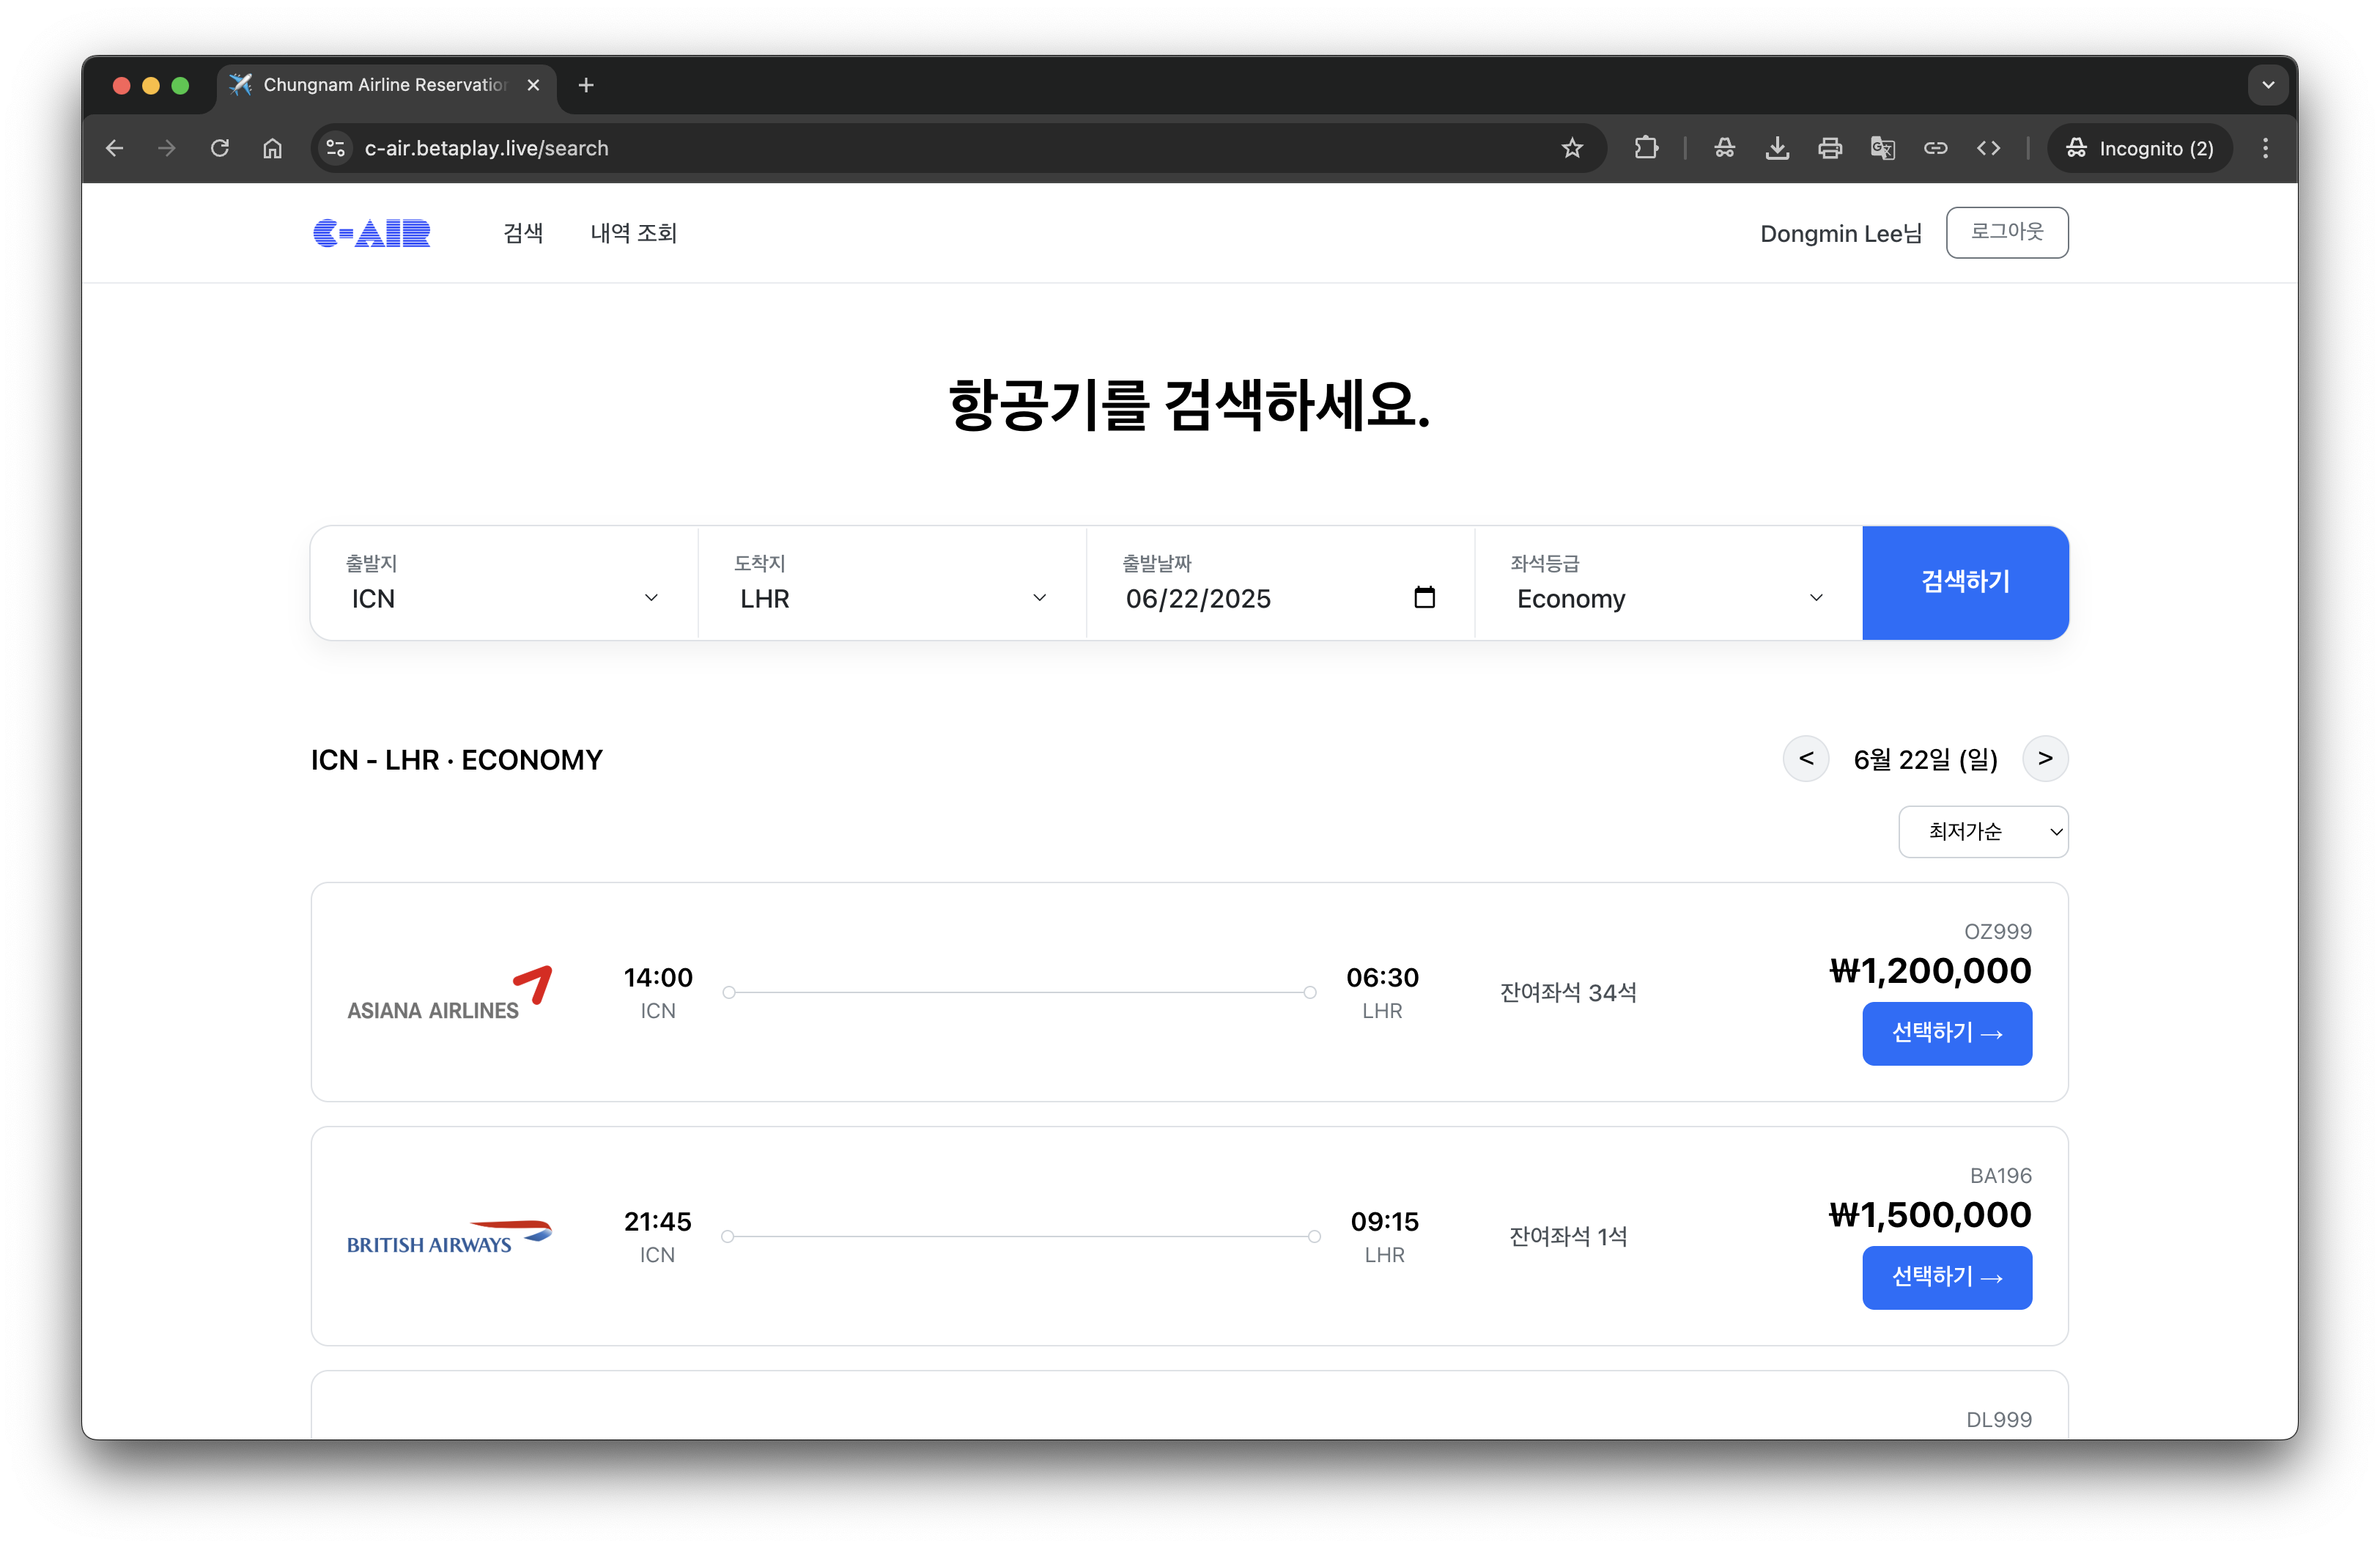 Chungnam Airline Reservation
c-air.betaplay.live/search
Incognito (2)
C-AIR 검색 내역 조회 Dongmin Lee님 로그아웃
항공기를 검색하세요.
출발지 도착지 출발날짜 좌석등급
ICN LHR 06/22/2025 Economy 검색하기
ICN - LHR · ECONOMY < 6월 22일 (일) >
최저가순
OZ999
ASIANA AIRLINES 14:00 ICN 06:30 LHR 잔여좌석 34석 ₩1,200,000
선택하기 →
BA196
BRITISH AIRWAYS 21:45 ICN 09:15 LHR 잔여좌석 1석 ₩1,500,000
선택하기 →
DL999